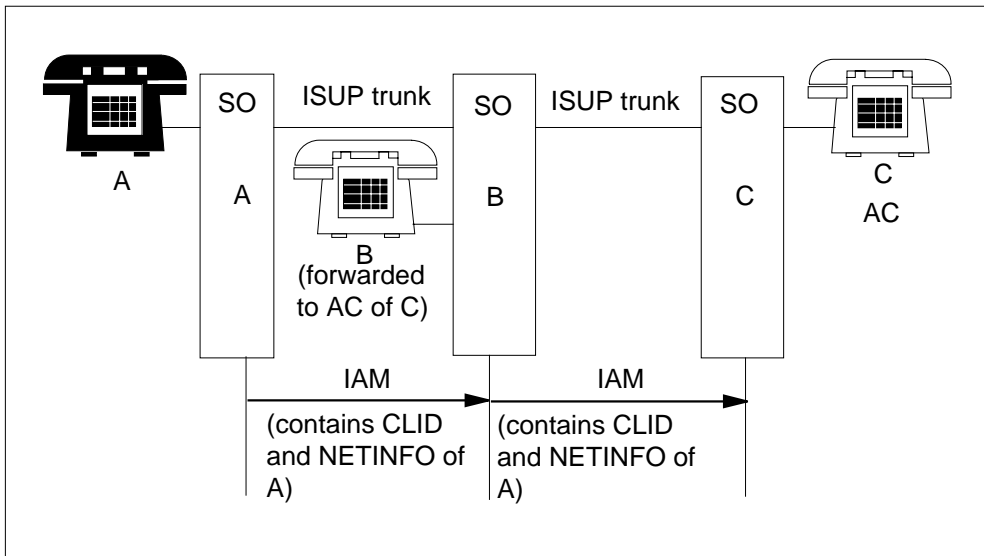 SO
ISUP trunk
SO
ISUP trunk
SO
A
A
B
C
C
AC
B
(forwarded
to AC of C)
IAM
IAM
(contains CLID
and NETINFO of
A)
(contains CLID
and NETINFO of
A)